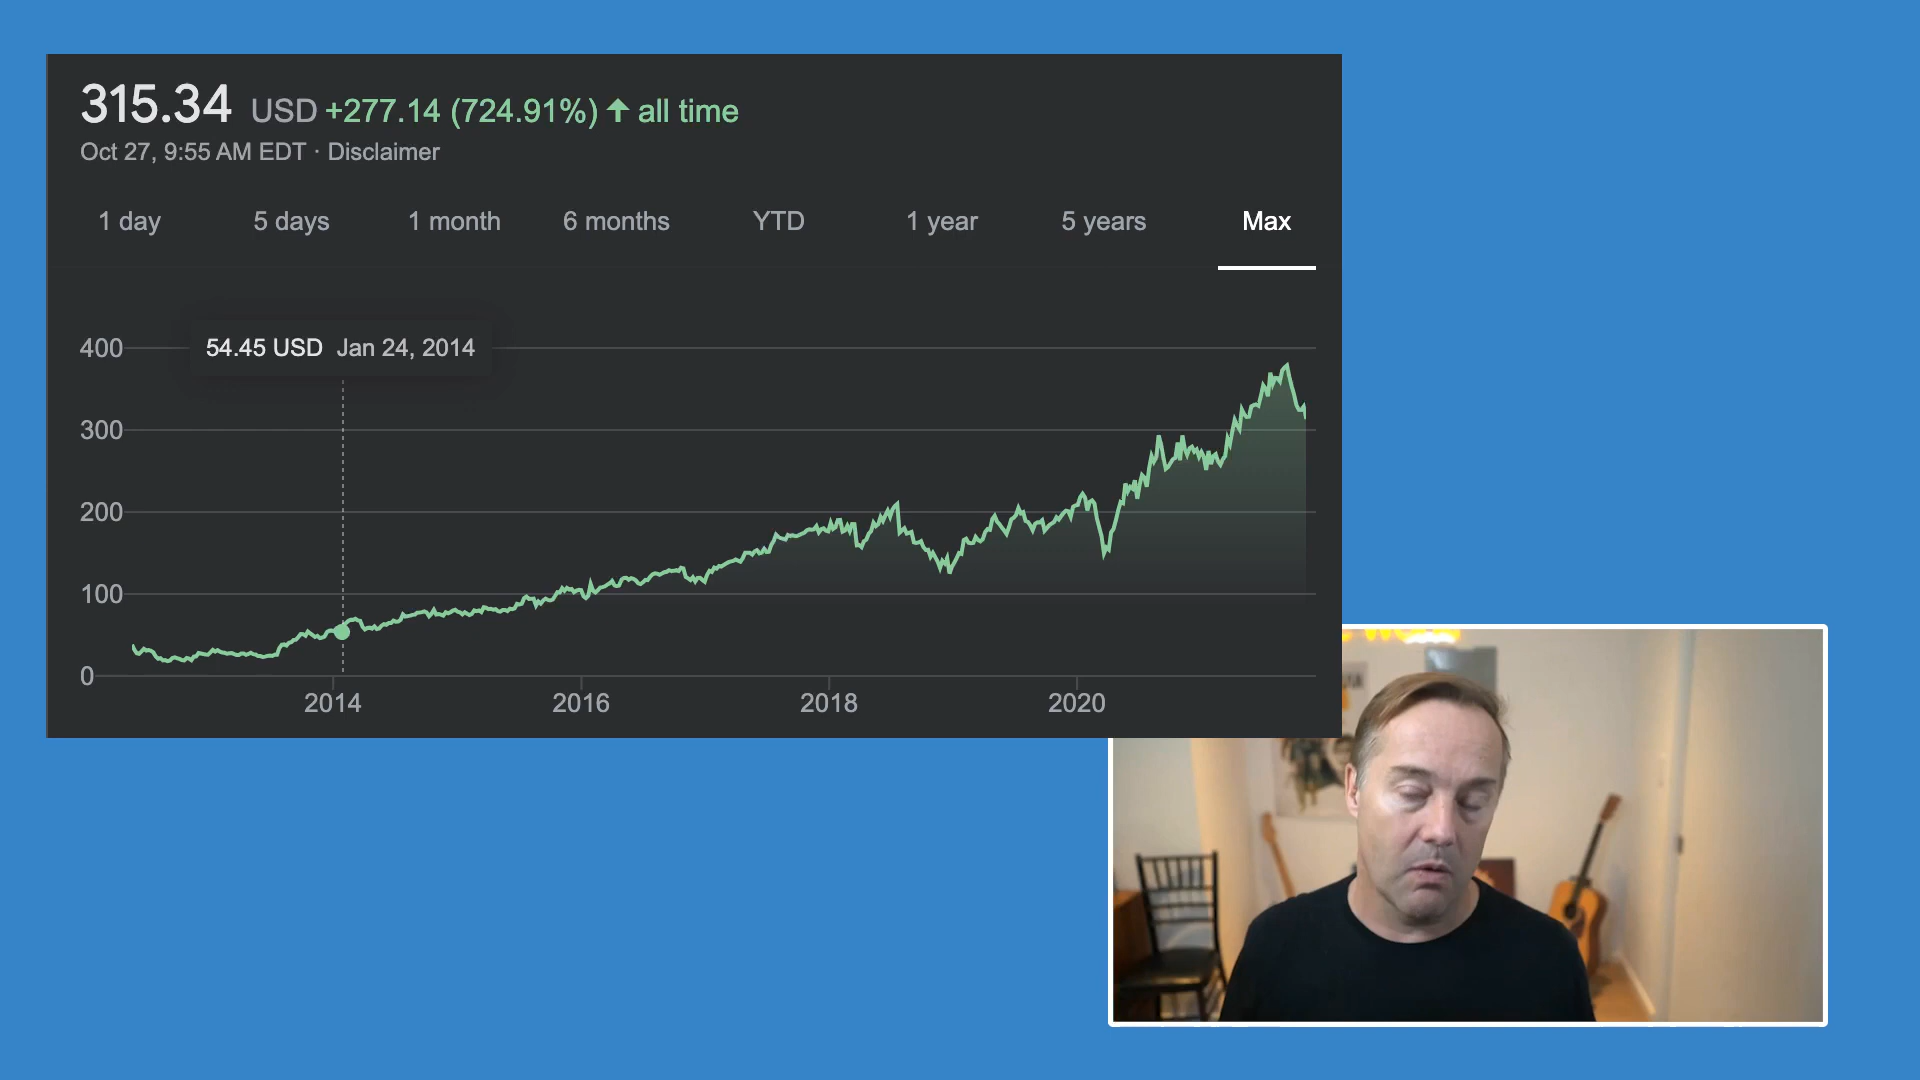 315.34 USD +277.14 (724.91%) ↑ all time
Oct 27, 9:55 AM EDT · Disclaimer
1 day 5 days 1 month 6 months YTD 1 year 5 years Max
54.45 USD Jan 24, 2014
400
300
200
100
0
2014 2016 2018 2020